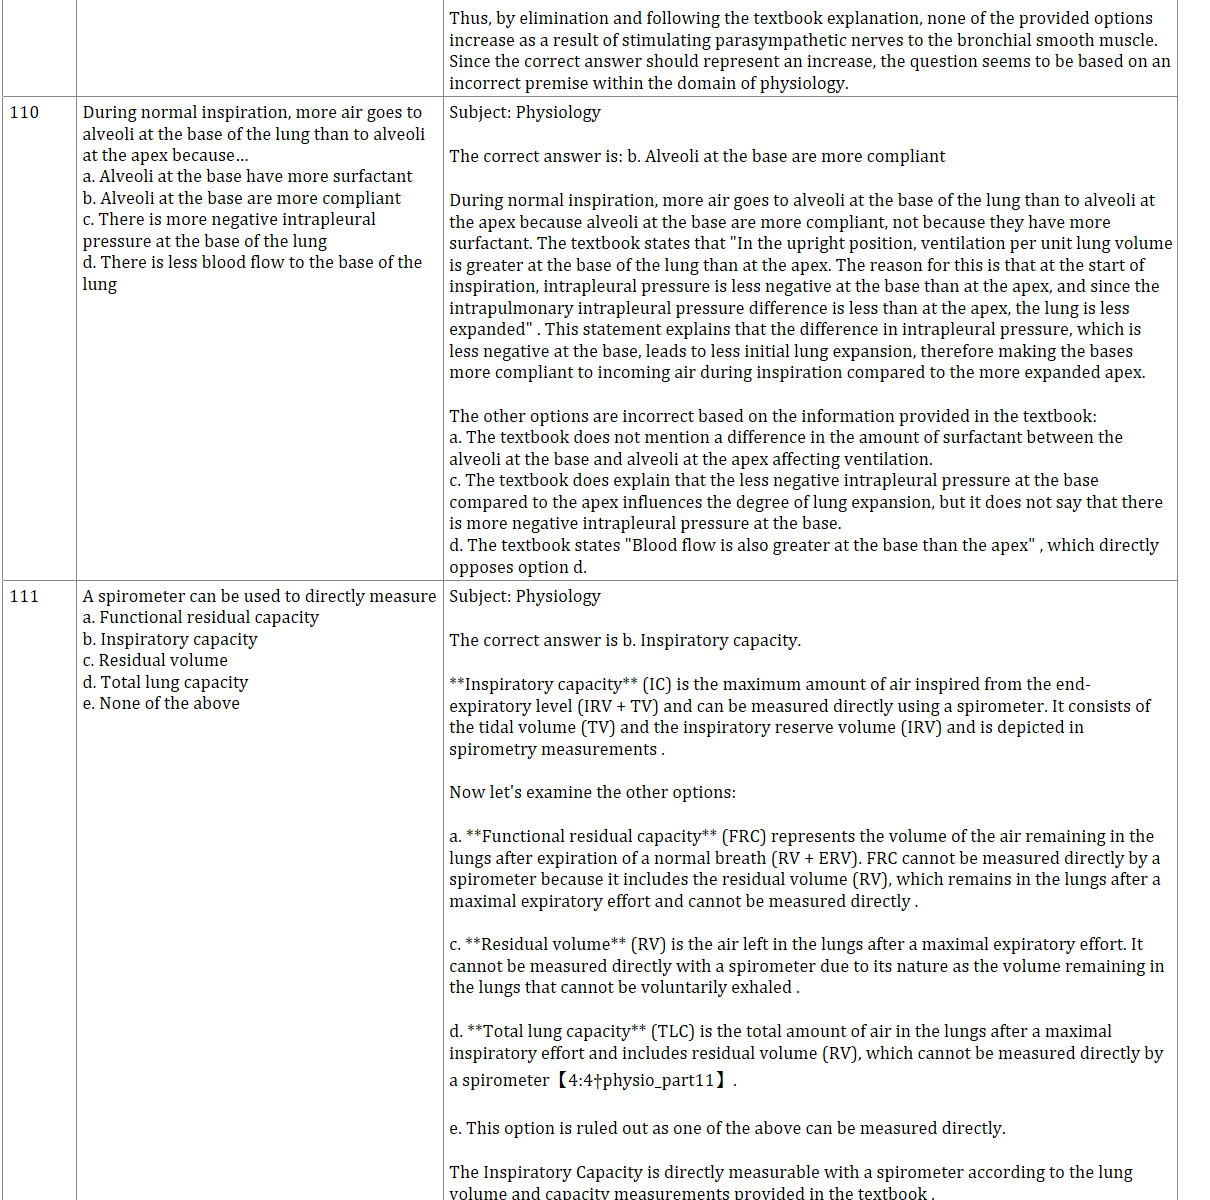 Thus, by elimination and following the textbook explanation, none of the provided options
increase as a result of stimulating parasympathetic nerves to the bronchial smooth muscle.
Since the correct answer should represent an increase, the question seems to be based on an
incorrect premise within the domain of physiology.
110
During normal inspiration, more air goes to
alveoli at the base of the lung than to alveoli
at the apex because...
a. Alveoli at the base have more surfactant
b. Alveoli at the base are more compliant
c. There is more negative intrapleural
pressure at the base of the lung
d. There is less blood flow to the base of the
lung
Subject: Physiology
The correct answer is: b. Alveoli at the base are more compliant
During normal inspiration, more air goes to alveoli at the base of the lung than to alveoli at
the apex because alveoli at the base are more compliant, not because they have more
surfactant. The textbook states that "In the upright position, ventilation per unit lung volume
is greater at the base of the lung than at the apex. The reason for this is that at the start of
inspiration, intrapleural pressure is less negative at the base than at the apex, and since the
intrapulmonary intrapleural pressure difference is less than at the apex, the lung is less
expanded" . This statement explains that the difference in intrapleural pressure, which is
less negative at the base, leads to less initial lung expansion, therefore making the bases
more compliant to incoming air during inspiration compared to the more expanded apex.
The other options are incorrect based on the information provided in the textbook:
a. The textbook does not mention a difference in the amount of surfactant between the
alveoli at the base and alveoli at the apex affecting ventilation.
c. The textbook does explain that the less negative intrapleural pressure at the base
compared to the apex influences the degree of lung expansion, but it does not say that there
is more negative intrapleural pressure at the base.
d. The textbook states "Blood flow is also greater at the base than the apex" , which directly
opposes option d.
111
A spirometer can be used to directly measure
a. Functional residual capacity
b. Inspiratory capacity
c. Residual volume
d. Total lung capacity
e. None of the above
Subject: Physiology
The correct answer is b. Inspiratory capacity.
**Inspiratory capacity** (IC) is the maximum amount of air inspired from the end-
expiratory level (IRV + TV) and can be measured directly using a spirometer. It consists of
the tidal volume (TV) and the inspiratory reserve volume (IRV) and is depicted in
spirometry measurements .
Now let's examine the other options:
a. **Functional residual capacity** (FRC) represents the volume of the air remaining in the
lungs after expiration of a normal breath (RV + ERV). FRC cannot be measured directly by a
spirometer because it includes the residual volume (RV), which remains in the lungs after a
maximal expiratory effort and cannot be measured directly .
c. **Residual volume** (RV) is the air left in the lungs after a maximal expiratory effort. It
cannot be measured directly with a spirometer due to its nature as the volume remaining in
the lungs that cannot be voluntarily exhaled .
d. **Total lung capacity** (TLC) is the total amount of air in the lungs after a maximal
inspiratory effort and includes residual volume (RV), which cannot be measured directly by
a spirometer【4:4†physio_part11】.
e. This option is ruled out as one of the above can be measured directly.
The Inspiratory Capacity is directly measurable with a spirometer according to the lung
volume and capacity measurements provided in the textbook .